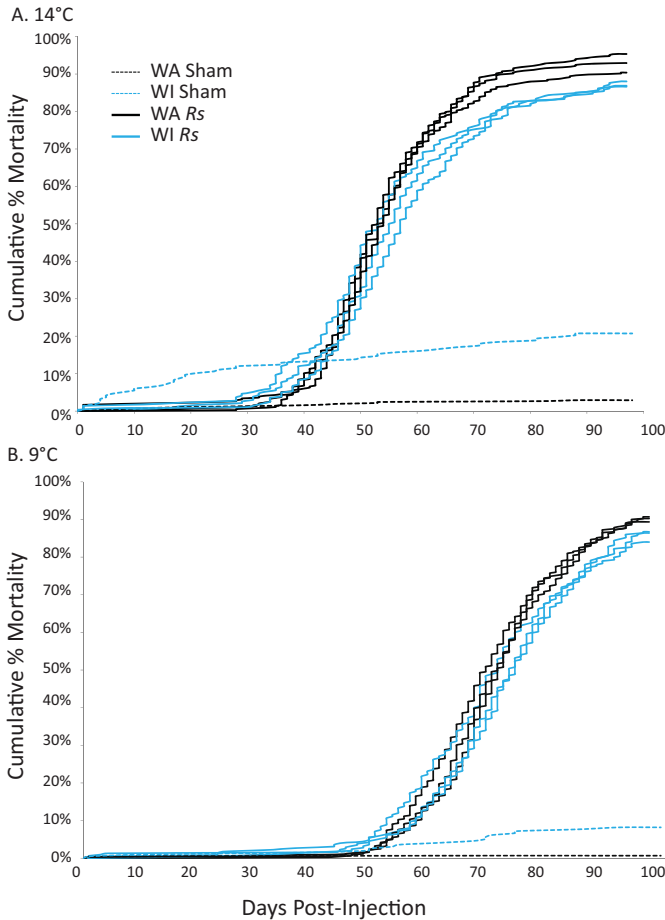 A. 14°C
100%
90%
80%
70%
60%
50%
40%
30%
20%
10%
0%
Cumulative % Mortality
WA Sham
WI Sham
WA Rs
WI Rs
0 10 20 30 40 50 60 70 80 90 100
B. 9°C
100%
90%
80%
70%
60%
50%
40%
30%
20%
10%
0%
Cumulative % Mortality
0 10 20 30 40 50 60 70 80 90 100
Days Post-Injection